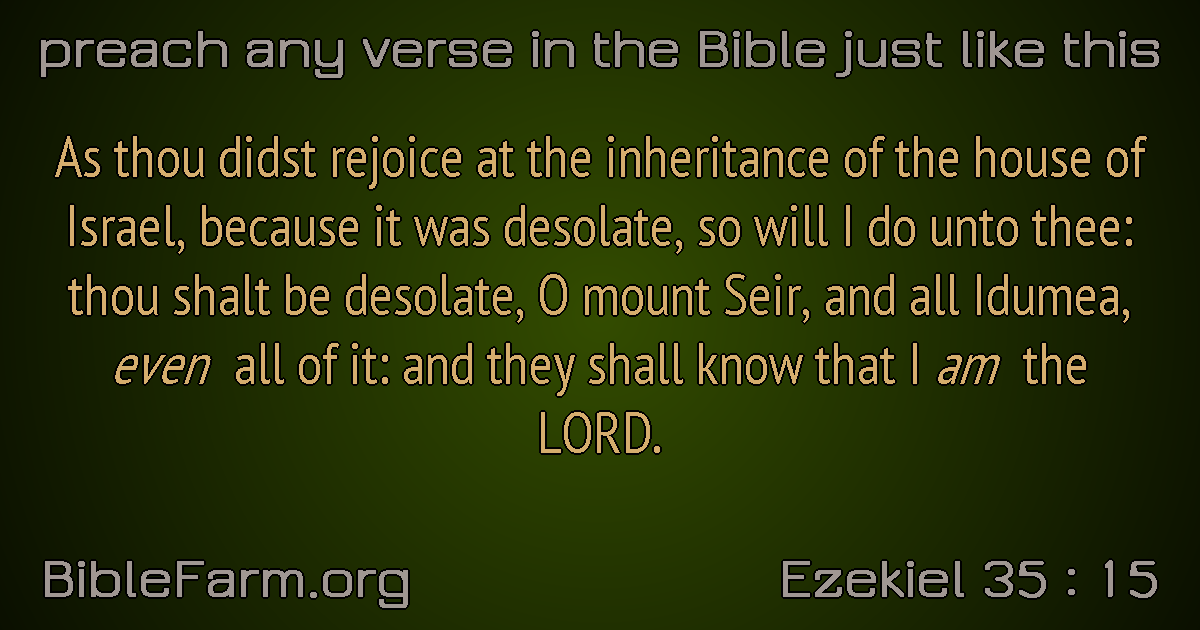 preach any verse in the Bible just like this
As thou didst rejoice at the inheritance of the house of
Israel, because it was desolate, so will I do unto thee:
thou shalt be desolate, O mount Seir, and all Idumea,
even all of it: and they shall know that I am the
LORD.
BibleFarm.org
Ezekiel 35 : 15